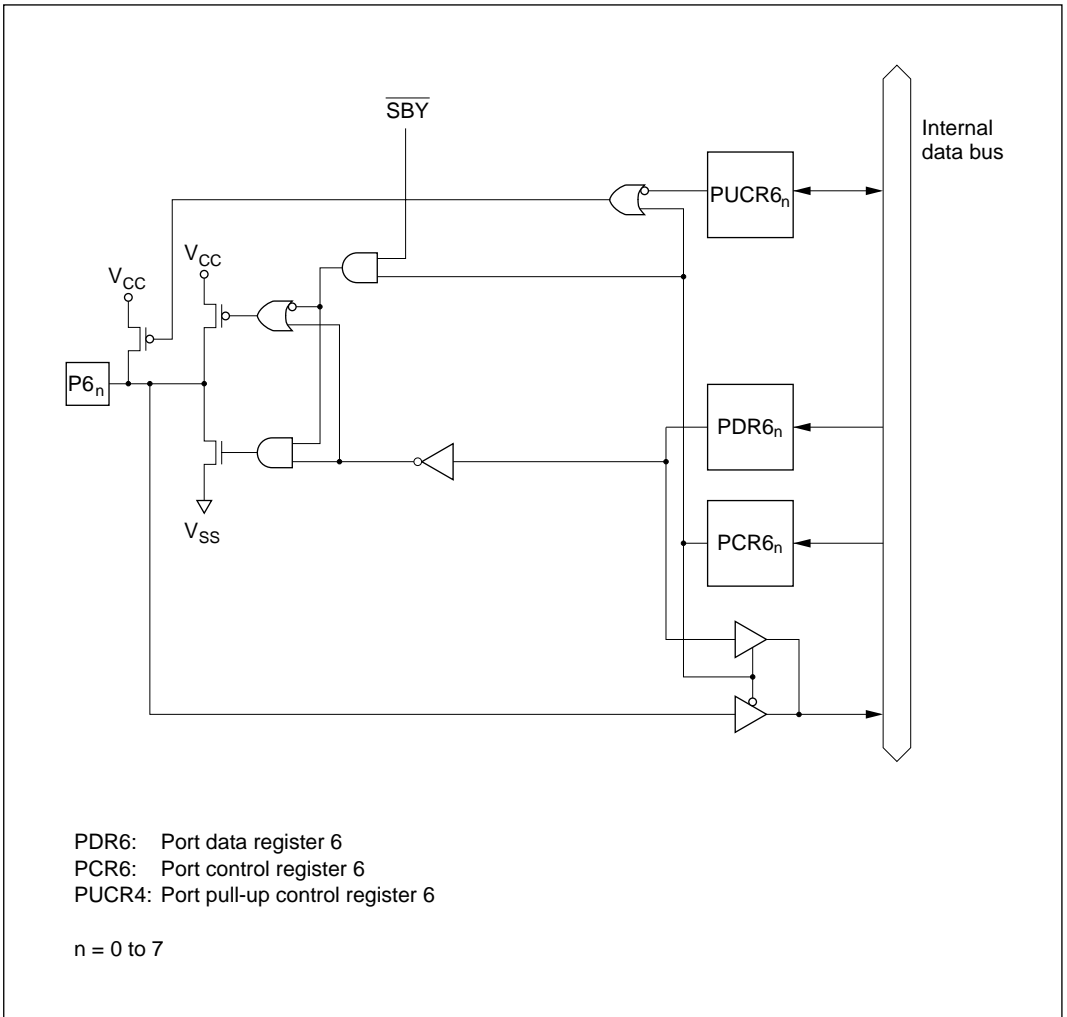 SBY
Internal
data bus
PUCR6n
VCC
VCC
P6n
PDR6n
VSS
PCR6n
PDR6: Port data register 6
PCR6: Port control register 6
PUCR4: Port pull-up control register 6
n = 0 to 7